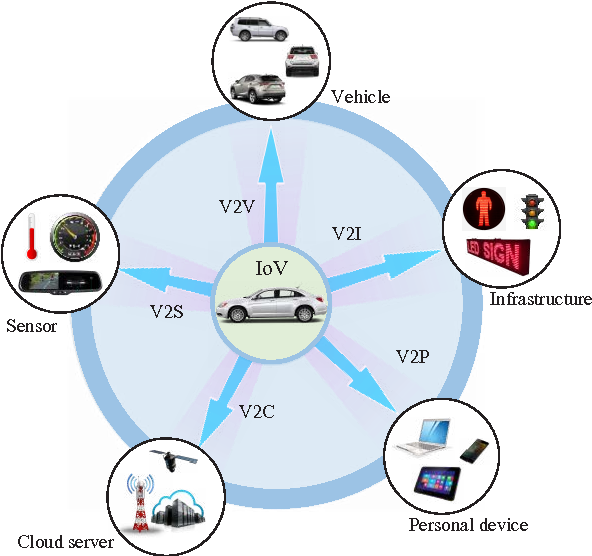 Vehicle
V2V
V2I
LED SIGN
Infrastructure
IoV
Sensor
V2S
V2P
V2C
Cloud server
Personal device